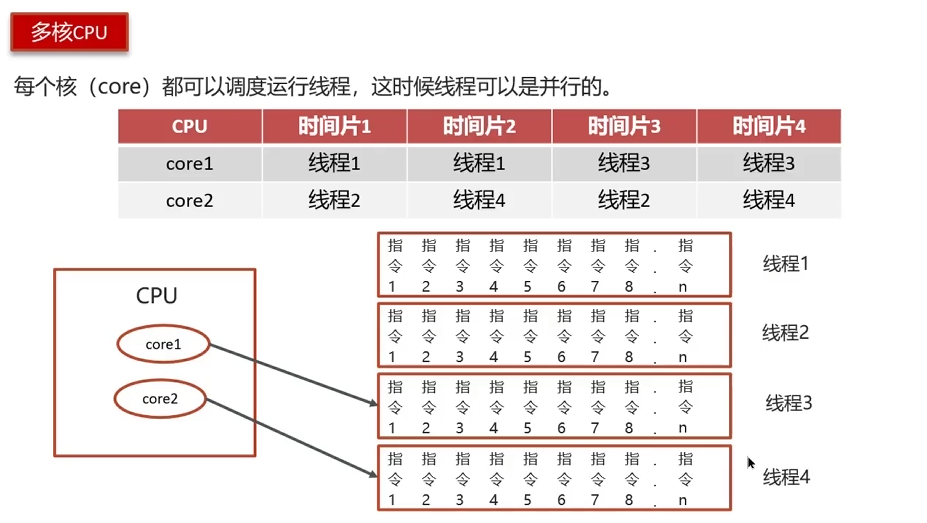 多核CPU
每个核（core）都可以调度运行线程，这时候线程可以是并行的。
CPU 时间片1 时间片2 时间片3 时间片4
core1 线程1 线程1 线程3 线程3
core2 线程2 线程4 线程2 线程4
指 指 指 指 指 指 指 指 . 指
令 令 令 令 令 令 令 令 . 令
1 2 3 4 5 6 7 8 . n
线程1
CPU
core1
core2
指 指 指 指 指 指 指 指 . 指
令 令 令 令 令 令 令 令 . 令
1 2 3 4 5 6 7 8 . n
线程2
指 指 指 指 指 指 指 指 . 指
令 令 令 令 令 令 令 令 . 令
1 2 3 4 5 6 7 8 . n
线程3
指 指 指 指 指 指 指 指 . 指
令 令 令 令 令 令 令 令 . 令
1 2 3 4 5 6 7 8 . n
线程4